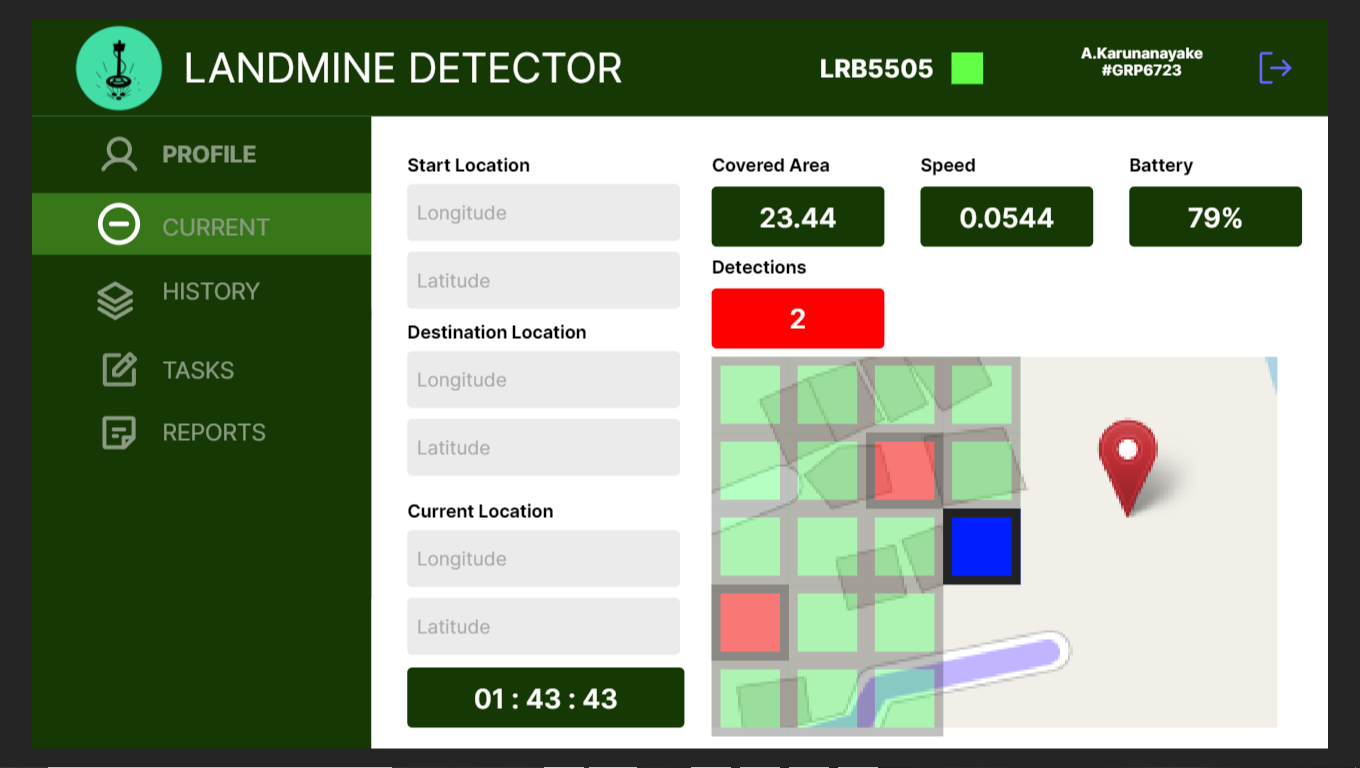 LANDMINE DETECTOR
LRB5505
A.Karunanayake
#GRP6723
PROFILE
CURRENT
HISTORY
TASKS
REPORTS
Start Location
Longitude
Latitude
Destination Location
Longitude
Latitude
Current Location
Longitude
Latitude
01 : 43 : 43
Covered Area
23.44
Speed
0.0544
Battery
79%
Detections
2